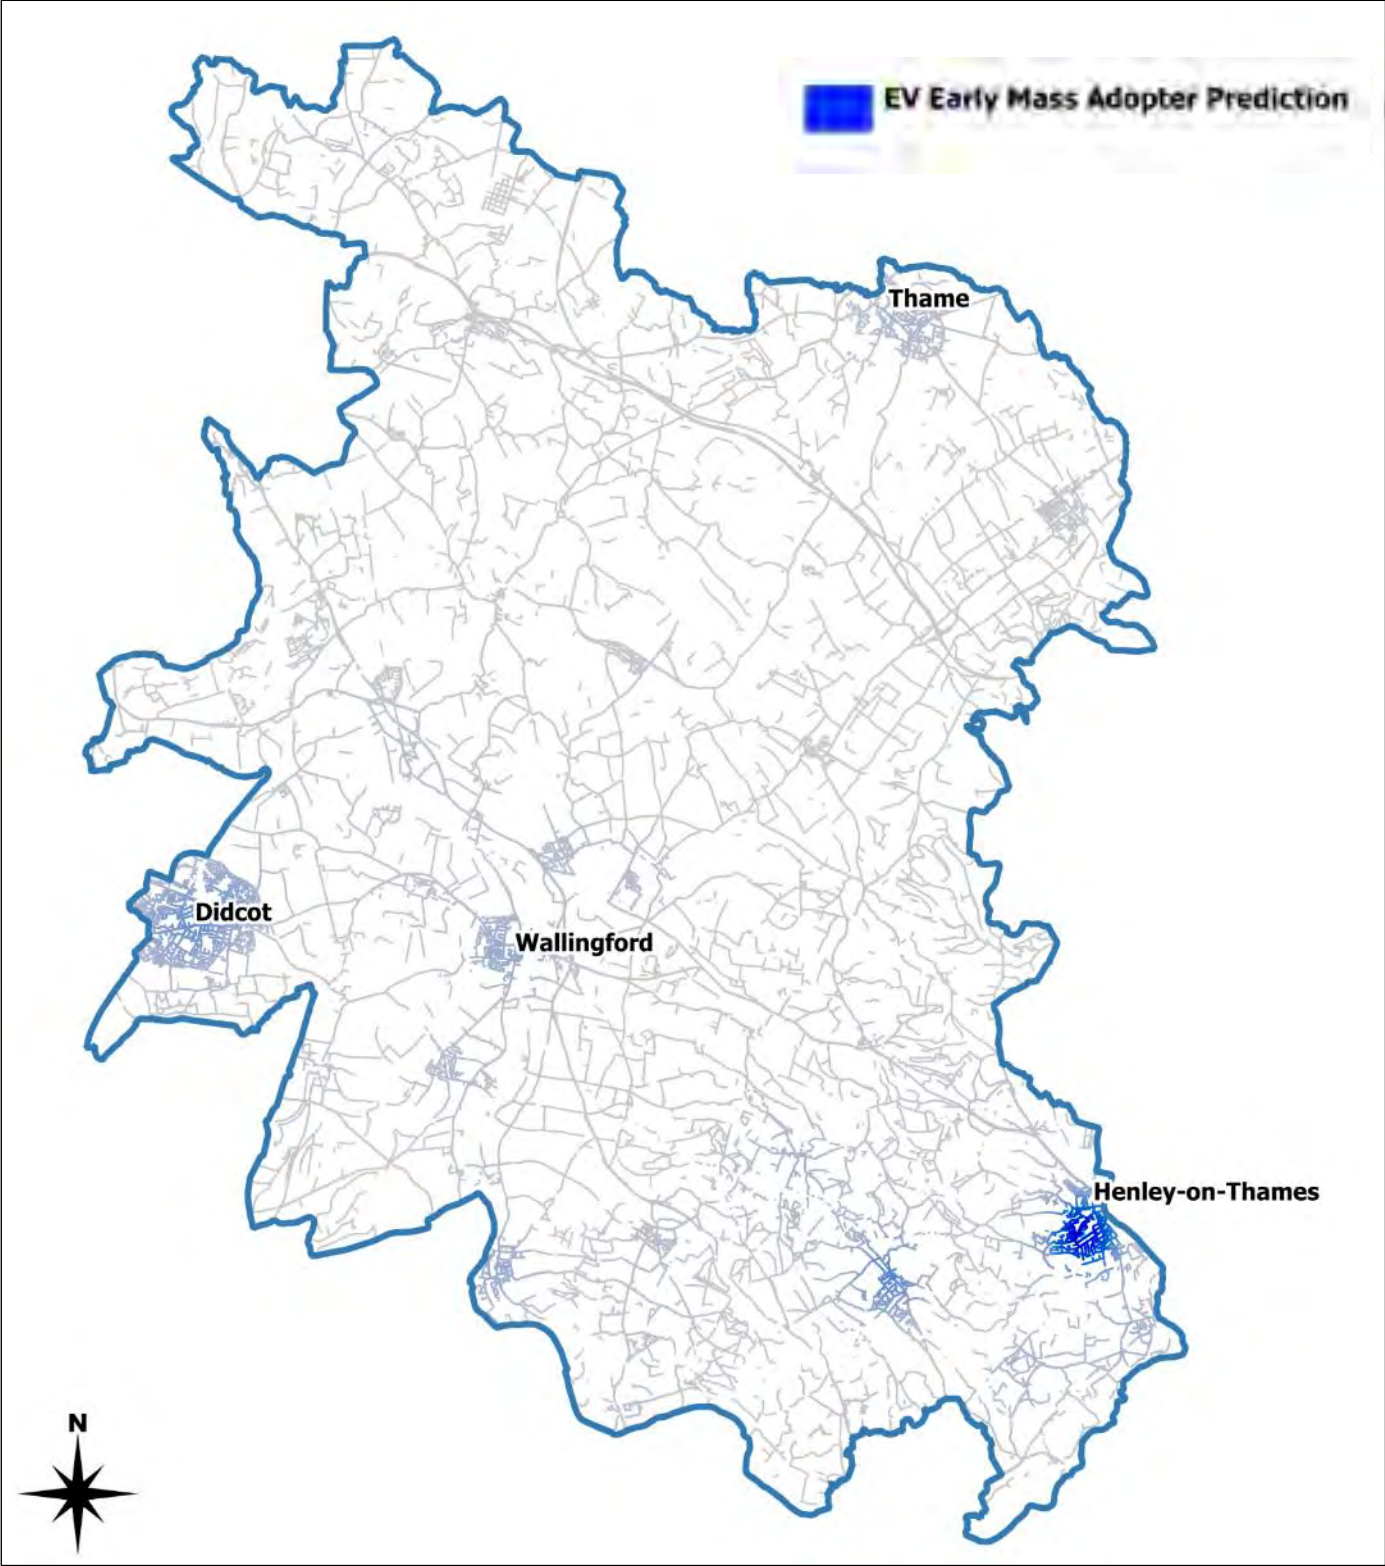 EV Early Mass Adopter Prediction
Thame
Didcot
Wallingford
Henley-on-Thames
N